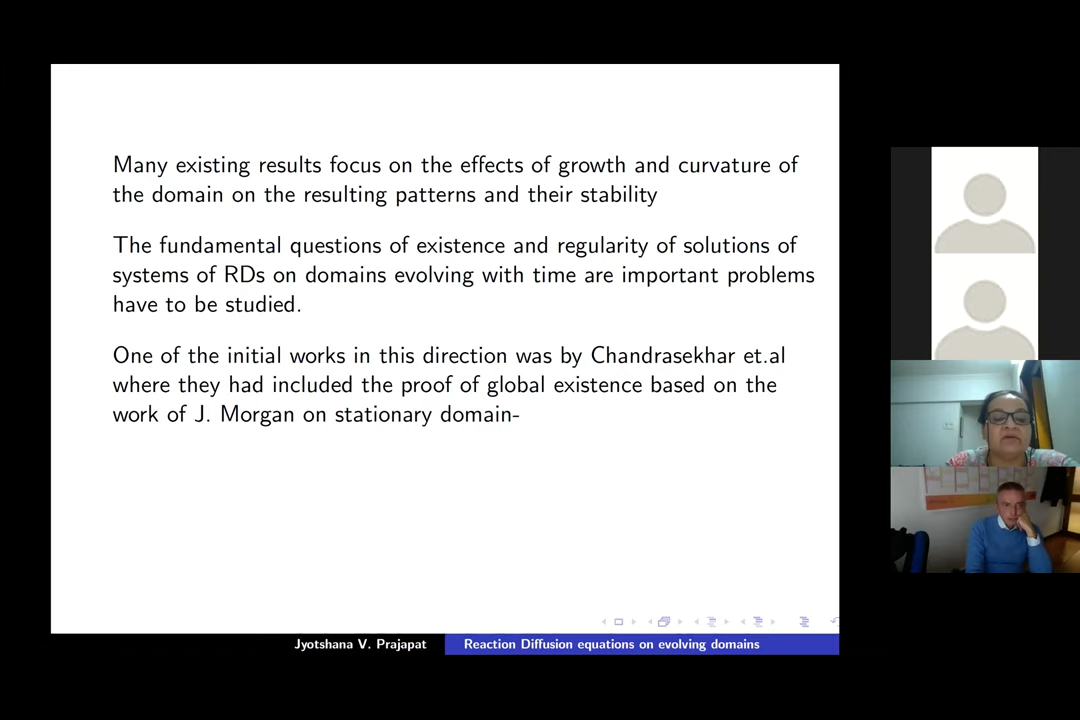 Many existing results focus on the effects of growth and curvature of
the domain on the resulting patterns and their stability
The fundamental questions of existence and regularity of solutions of
systems of RDs on domains evolving with time are important problems
have to be studied.
One of the initial works in this direction was by Chandrasekhar et.al
where they had included the proof of global existence based on the
work of J. Morgan on stationary domain-
Jyotshana V. Prajapat
Reaction Diffusion equations on evolving domains